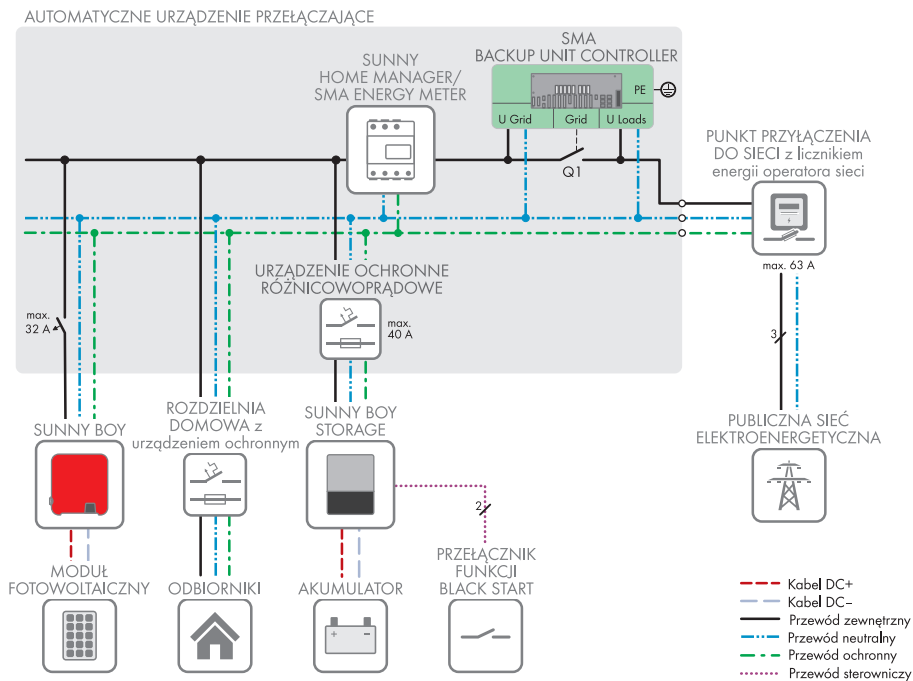 AUTOMATYCZNE URZĄDZENIE PRZEŁĄCZAJĄCE
SUNNY
HOME MANAGER/
SMA ENERGY METER
SMA
BACKUP UNIT CONTROLLER
PE
U Grid
Grid
U Loads
Q1
PUNKT PRZYŁĄCZENIA
DO SIECI z licznikiem
energii operatora sieci
max. 63 A
URZĄDZENIE OCHRONNE
RÓŻNICOWOPRĄDOWE
max.
32 A
max.
40 A
3
SUNNY BOY
ROZDZIELNIA
DOMOWA z
urządzeniem ochronnym
SUNNY BOY
STORAGE
PUBLICZNA SIEĆ
ELEKTROENERGETYCZNA
2
MODUŁ
FOTOWOLTAICZNY
ODBIORNIKI
AKUMULATOR
PRZEŁĄCZNIK
FUNKCJI
BLACK START
+ -
Kabel DC+
Kabel DC–
Przewód zewnętrzny
Przewód neutralny
Przewód ochronny
Przewód sterowniczy